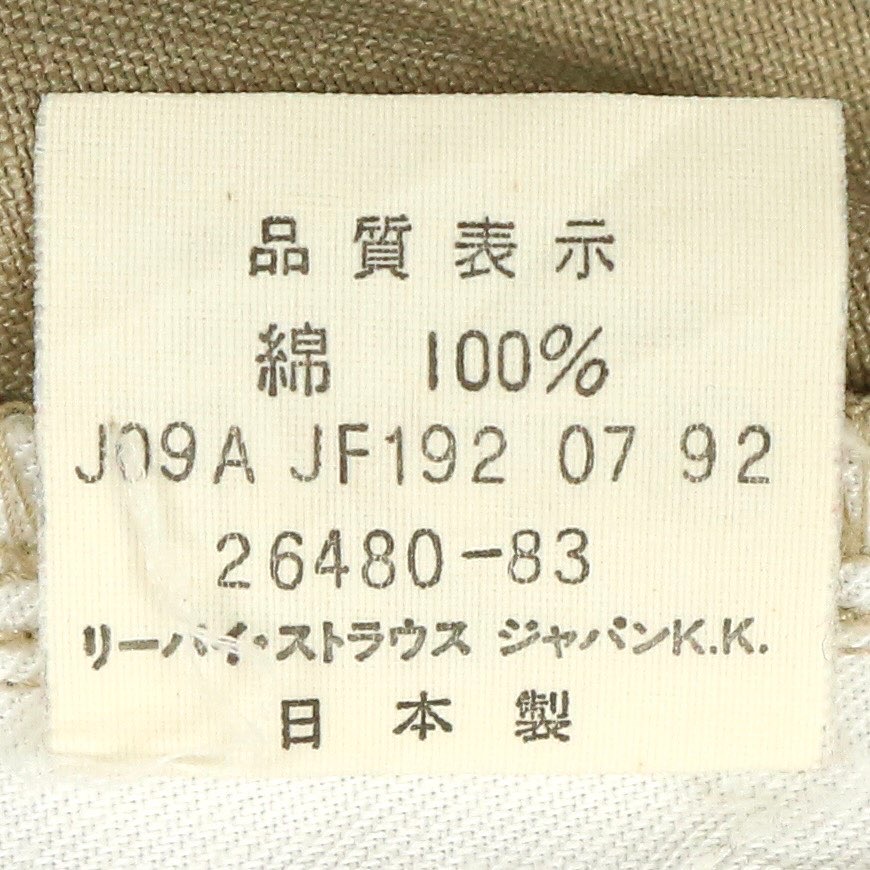 品質表示
綿 100%
J09A JF192 07 92
26480-83
リーバイ・ストラウス ジャパンK.K.
日本製